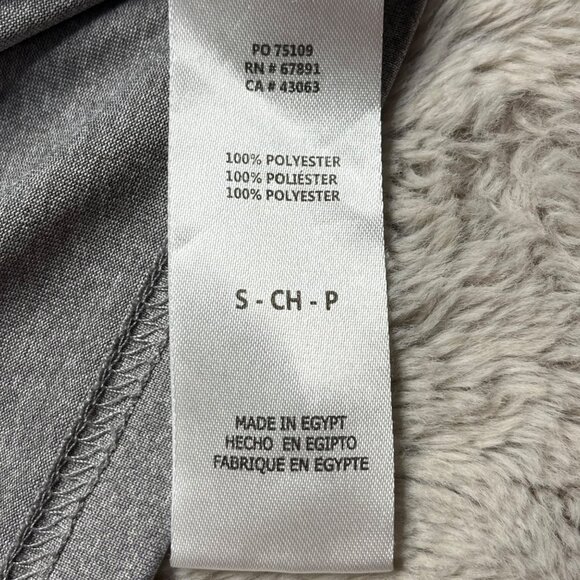 PO 75109
RN # 67891
CA # 43063
100% POLYESTER
100% POLIÉSTER
100% POLYESTER
S - CH - P
MADE IN EGYPT
HECHO EN EGIPTO
FABRIQUE EN EGYPTE